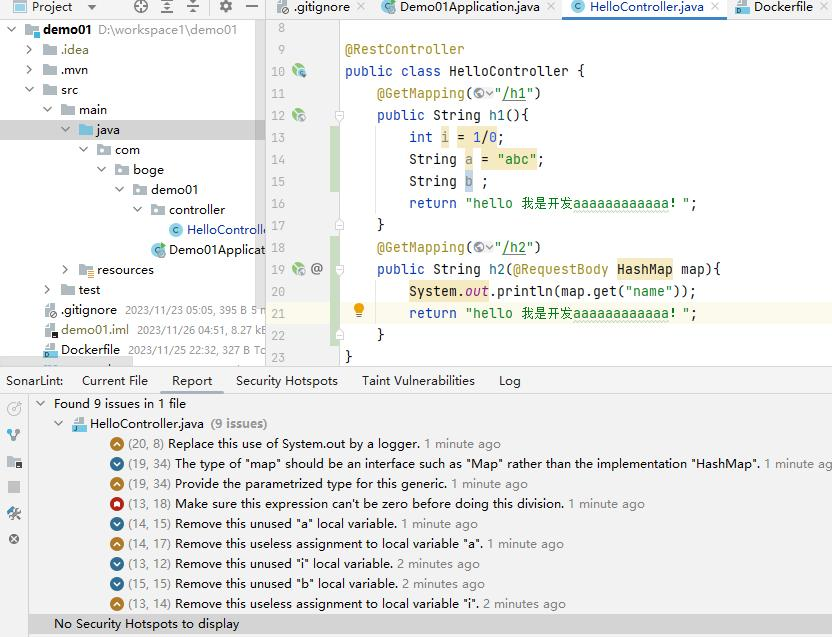 Project
.gitignore
Demo01Application.java
HelloController.java
Dockerfile
demo01 D:\workspace1\demo01
.idea
.mvn
src
main
java
com
boge
demo01
controller
HelloController
Demo01Applicat
resources
test
.gitignore 2023/11/23 05:05, 395 B 5 m
demo01.iml 2023/11/26 04:51, 8.27 kB
Dockerfile 2023/11/25 22:32, 327 B To
8
9 @RestController
10 public class HelloController {
11 @GetMapping("/h1")
12 public String h1(){
13 int i = 1/0;
14 String a = "abc";
15 String b ;
16 return "hello 我是开发aaaaaaaaaaaa! ";
17 }
18 @GetMapping("/h2")
19 @ public String h2(@RequestBody HashMap map){
20 System.out.println(map.get("name"));
21 return "hello 我是开发aaaaaaaaaaaa! ";
22 }
23 }
SonarLint: Current File Report Security Hotspots Taint Vulnerabilities Log
Found 9 issues in 1 file
HelloController.java (9 issues)
(20, 8) Replace this use of System.out by a logger. 1 minute ago
(19, 34) The type of "map" should be an interface such as "Map" rather than the implementation "HashMap". 1 minute ag
(19, 34) Provide the parametrized type for this generic. 1 minute ago
(13, 18) Make sure this expression can't be zero before doing this division. 1 minute ago
(14, 15) Remove this unused "a" local variable. 1 minute ago
(14, 17) Remove this useless assignment to local variable "a". 1 minute ago
(13, 12) Remove this unused "i" local variable. 2 minutes ago
(15, 15) Remove this unused "b" local variable. 2 minutes ago
(13, 14) Remove this useless assignment to local variable "i". 2 minutes ago
No Security Hotspots to display